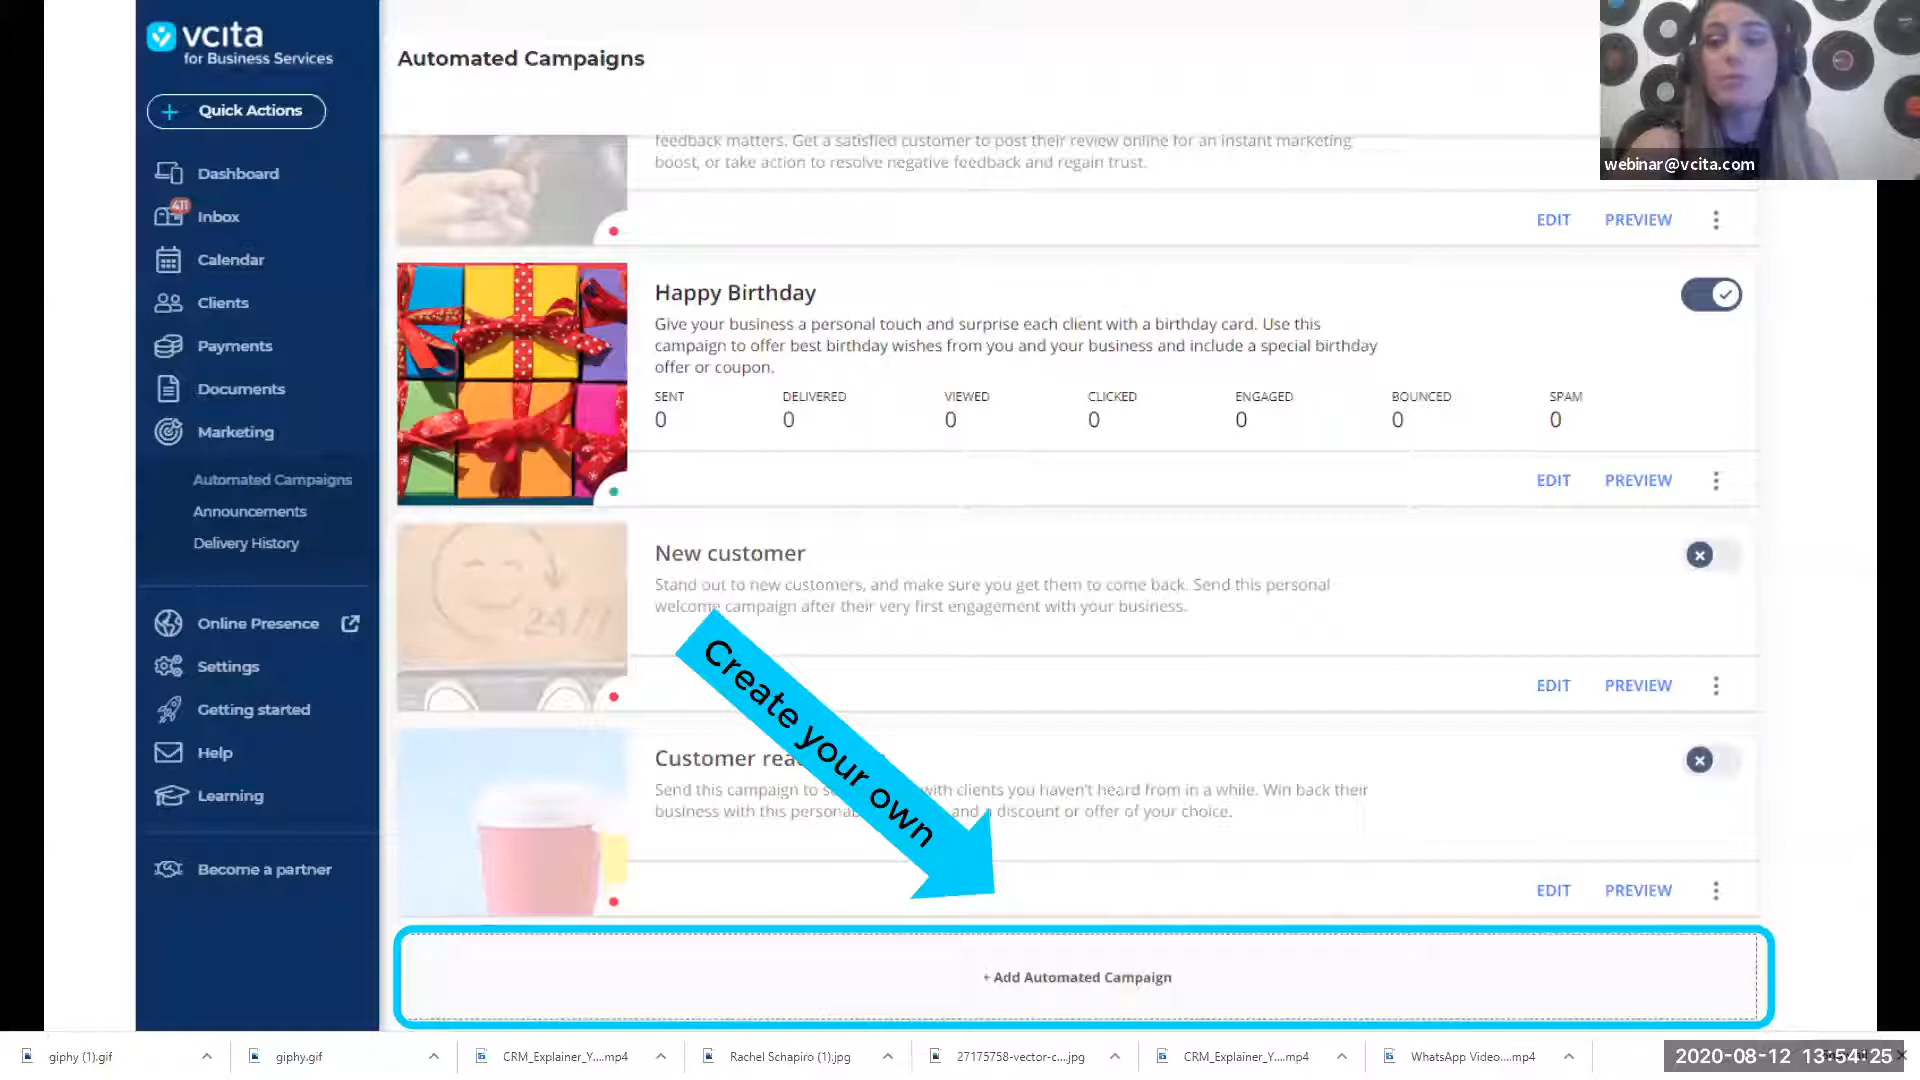 vcita
for Business Services
Quick Actions
Dashboard
411
Inbox
Calendar
Clients
Payments
Documents
Marketing
Automated Campaigns
Announcements
Delivery History
Online Presence
Settings
Getting started
Help
Learning
Become a partner
Automated Campaigns
webinar@vcita.com
feedback matters. Get a satisfied customer to post their review online for an instant marketing
boost, or take action to resolve negative feedback and regain trust.
EDIT PREVIEW
Happy Birthday
Give your business a personal touch and surprise each client with a birthday card. Use this
campaign to offer best birthday wishes from you and your business and include a special birthday
offer or coupon.
SENT DELIVERED VIEWED CLICKED ENGAGED BOUNCED SPAM
0 0 0 0 0 0 0
EDIT PREVIEW
New customer
Stand out to new customers, and make sure you get them to come back. Send this personal
welcome campaign after their very first engagement with your business.
24/7
EDIT PREVIEW
Create your own
Customer
Send this campaign to with clients you haven't heard from in a while. Win back their
business with this and a discount or offer of your choice.
EDIT PREVIEW
+ Add Automated Campaign
giphy (1).gif giphy.gif CRM_Explainer_Y....mp4 Rachel Schapiro (1).jpg 27175758-vector-c...jpg CRM_Explainer_Y....mp4 WhatsApp Video....mp4
2020-08-12 13:54:25